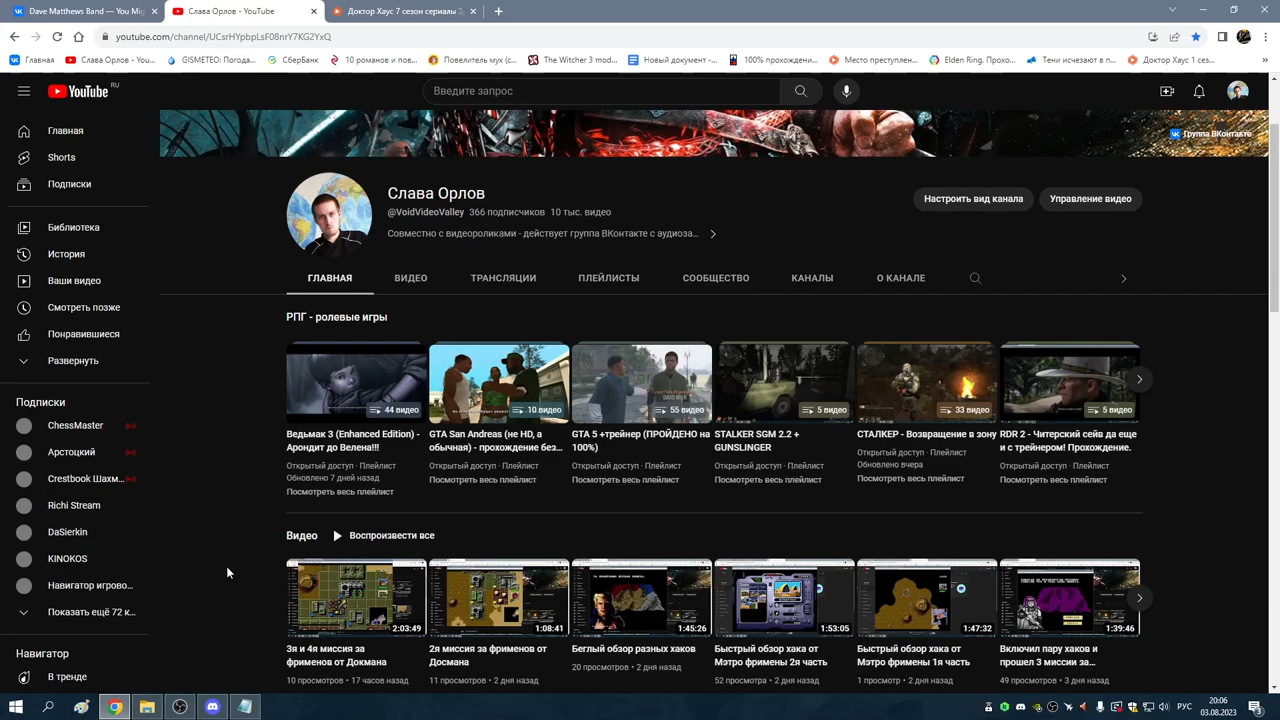 Dave Matthews Band — You Mig
Слава Орлов - YouTube
Доктор Хаус 7 сезон сериалы З
youtube.com/channel/UCsrHYpbpLsF08nrY7KG2YxQ
Главная
Слава Орлов - You...
GISMETEO: Погода...
СберБанк
10 романов и пов...
Повелитель мух (с...
The Witcher 3 mod...
Новый документ -...
100% прохождени...
Место преступлен...
Elden Ring. Прохо...
Тени исчезают в п...
Доктор Хаус 1 сез...
»
YouTube RU
Введите запрос
Главная
Shorts
Подписки
Библиотека
История
Ваши видео
Смотреть позже
Понравившиеся
Развернуть
Подписки
ChessMaster
Арстоцкий
Crestbook Шахм...
Richi Stream
DaSierkin
KINOKOS
Навигатор игрово...
Показать ещё 72 к...
Навигатор
В тренде
Группа ВКонтакте
Слава Орлов
@VoidVideoValley 366 подписчиков 10 тыс. видео
Совместно с видеороликами - действует группа ВКонтакте с аудиоза...
Настроить вид канала
Управление видео
ГЛАВНАЯ
ВИДЕО
ТРАНСЛЯЦИИ
ПЛЕЙЛИСТЫ
СООБЩЕСТВО
КАНАЛЫ
О КАНАЛЕ
РПГ - ролевые игры
44 видео
Ведьмак 3 (Enhanced Edition) -
Арондит до Велена!!!
Открытый доступ · Плейлист
Обновлено 7 дней назад
Посмотреть весь плейлист
10 видео
GTA San Andreas (не HD, а
обычная) - прохождение без...
Открытый доступ · Плейлист
Посмотреть весь плейлист
55 видео
GTA 5 +трейнер (ПРОЙДЕНО на
100%)
Открытый доступ · Плейлист
Посмотреть весь плейлист
5 видео
STALKER SGM 2.2 +
GUNSLINGER
Открытый доступ · Плейлист
Посмотреть весь плейлист
33 видео
СТАЛКЕР - Возвращение в зону
Открытый доступ · Плейлист
Обновлено вчера
Посмотреть весь плейлист
5 видео
RDR 2 - Читерский сейв да еще
и с трейнером! Прохождение.
Открытый доступ · Плейлист
Посмотреть весь плейлист
Видео
Воспроизвести все
2:03:49
3я и 4я миссия за
фрименов от Докмана
10 просмотров · 17 часов назад
1:08:41
2я миссия за фрименов от
Досмана
11 просмотров · 2 дня назад
1:45:26
Беглый обзор разных хаков
20 просмотров · 2 дня назад
1:53:05
Быстрый обзор хака от
Мэтро фримены 2я часть
52 просмотра · 2 дня назад
1:47:32
Быстрый обзор хака от
Мэтро фримены 1я часть
1 просмотр · 2 дня назад
1:39:46
Включил пару хаков и
прошел 3 миссии за...
49 просмотров · 3 дня назад
РУС
20:06
03.08.2023
3